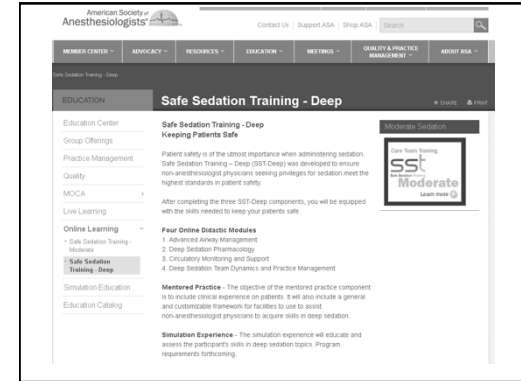 American Society of
Anesthesiologists
Contact Us | Support ASA | Shop ASA | Search
MEMBER CENTER
ADVOCACY
RESOURCES
EDUCATION
MEETINGS
QUALITY & PRACTICE
MANAGEMENT
ABOUT ASA
Safe Sedation Training - Deep
EDUCATION
Safe Sedation Training - Deep
+ SHARE
PRINT
Education Center
Group Offerings
Practice Management
Quality
MOCA
Live Learning
Online Learning
Safe Sedation Training -
Moderate
Safe Sedation
Training - Deep
Simulation Education
Education Catalog
Safe Sedation Training - Deep
Keeping Patients Safe
Patient safety is of the utmost importance when administering sedation.
Safe Sedation Training – Deep (SST-Deep) was developed to ensure
non-anesthesiologist physicians seeking privileges for sedation meet the
highest standards in patient safety.
After completing the three SST-Deep components, you will be equipped
with the skills needed to keep your patients safe.
Four Online Didactic Modules
1. Advanced Airway Management
2. Deep Sedation Pharmacology
3. Circulatory Monitoring and Support
4. Deep Sedation Team Dynamics and Practice Management
Mentored Practice - The objective of the mentored practice component
is to include clinical experience on patients. It will also include a general
and customizable framework for facilities to use to assist
non-anesthesiologist physicians to acquire skills in deep sedation.
Simulation Experience - The simulation experience will educate and
assess the participant's skills in deep sedation topics. Program
requirements forthcoming.
Moderate Sedation
Care Team Training
SST
Safe Sedation Training
Moderate
Learn more